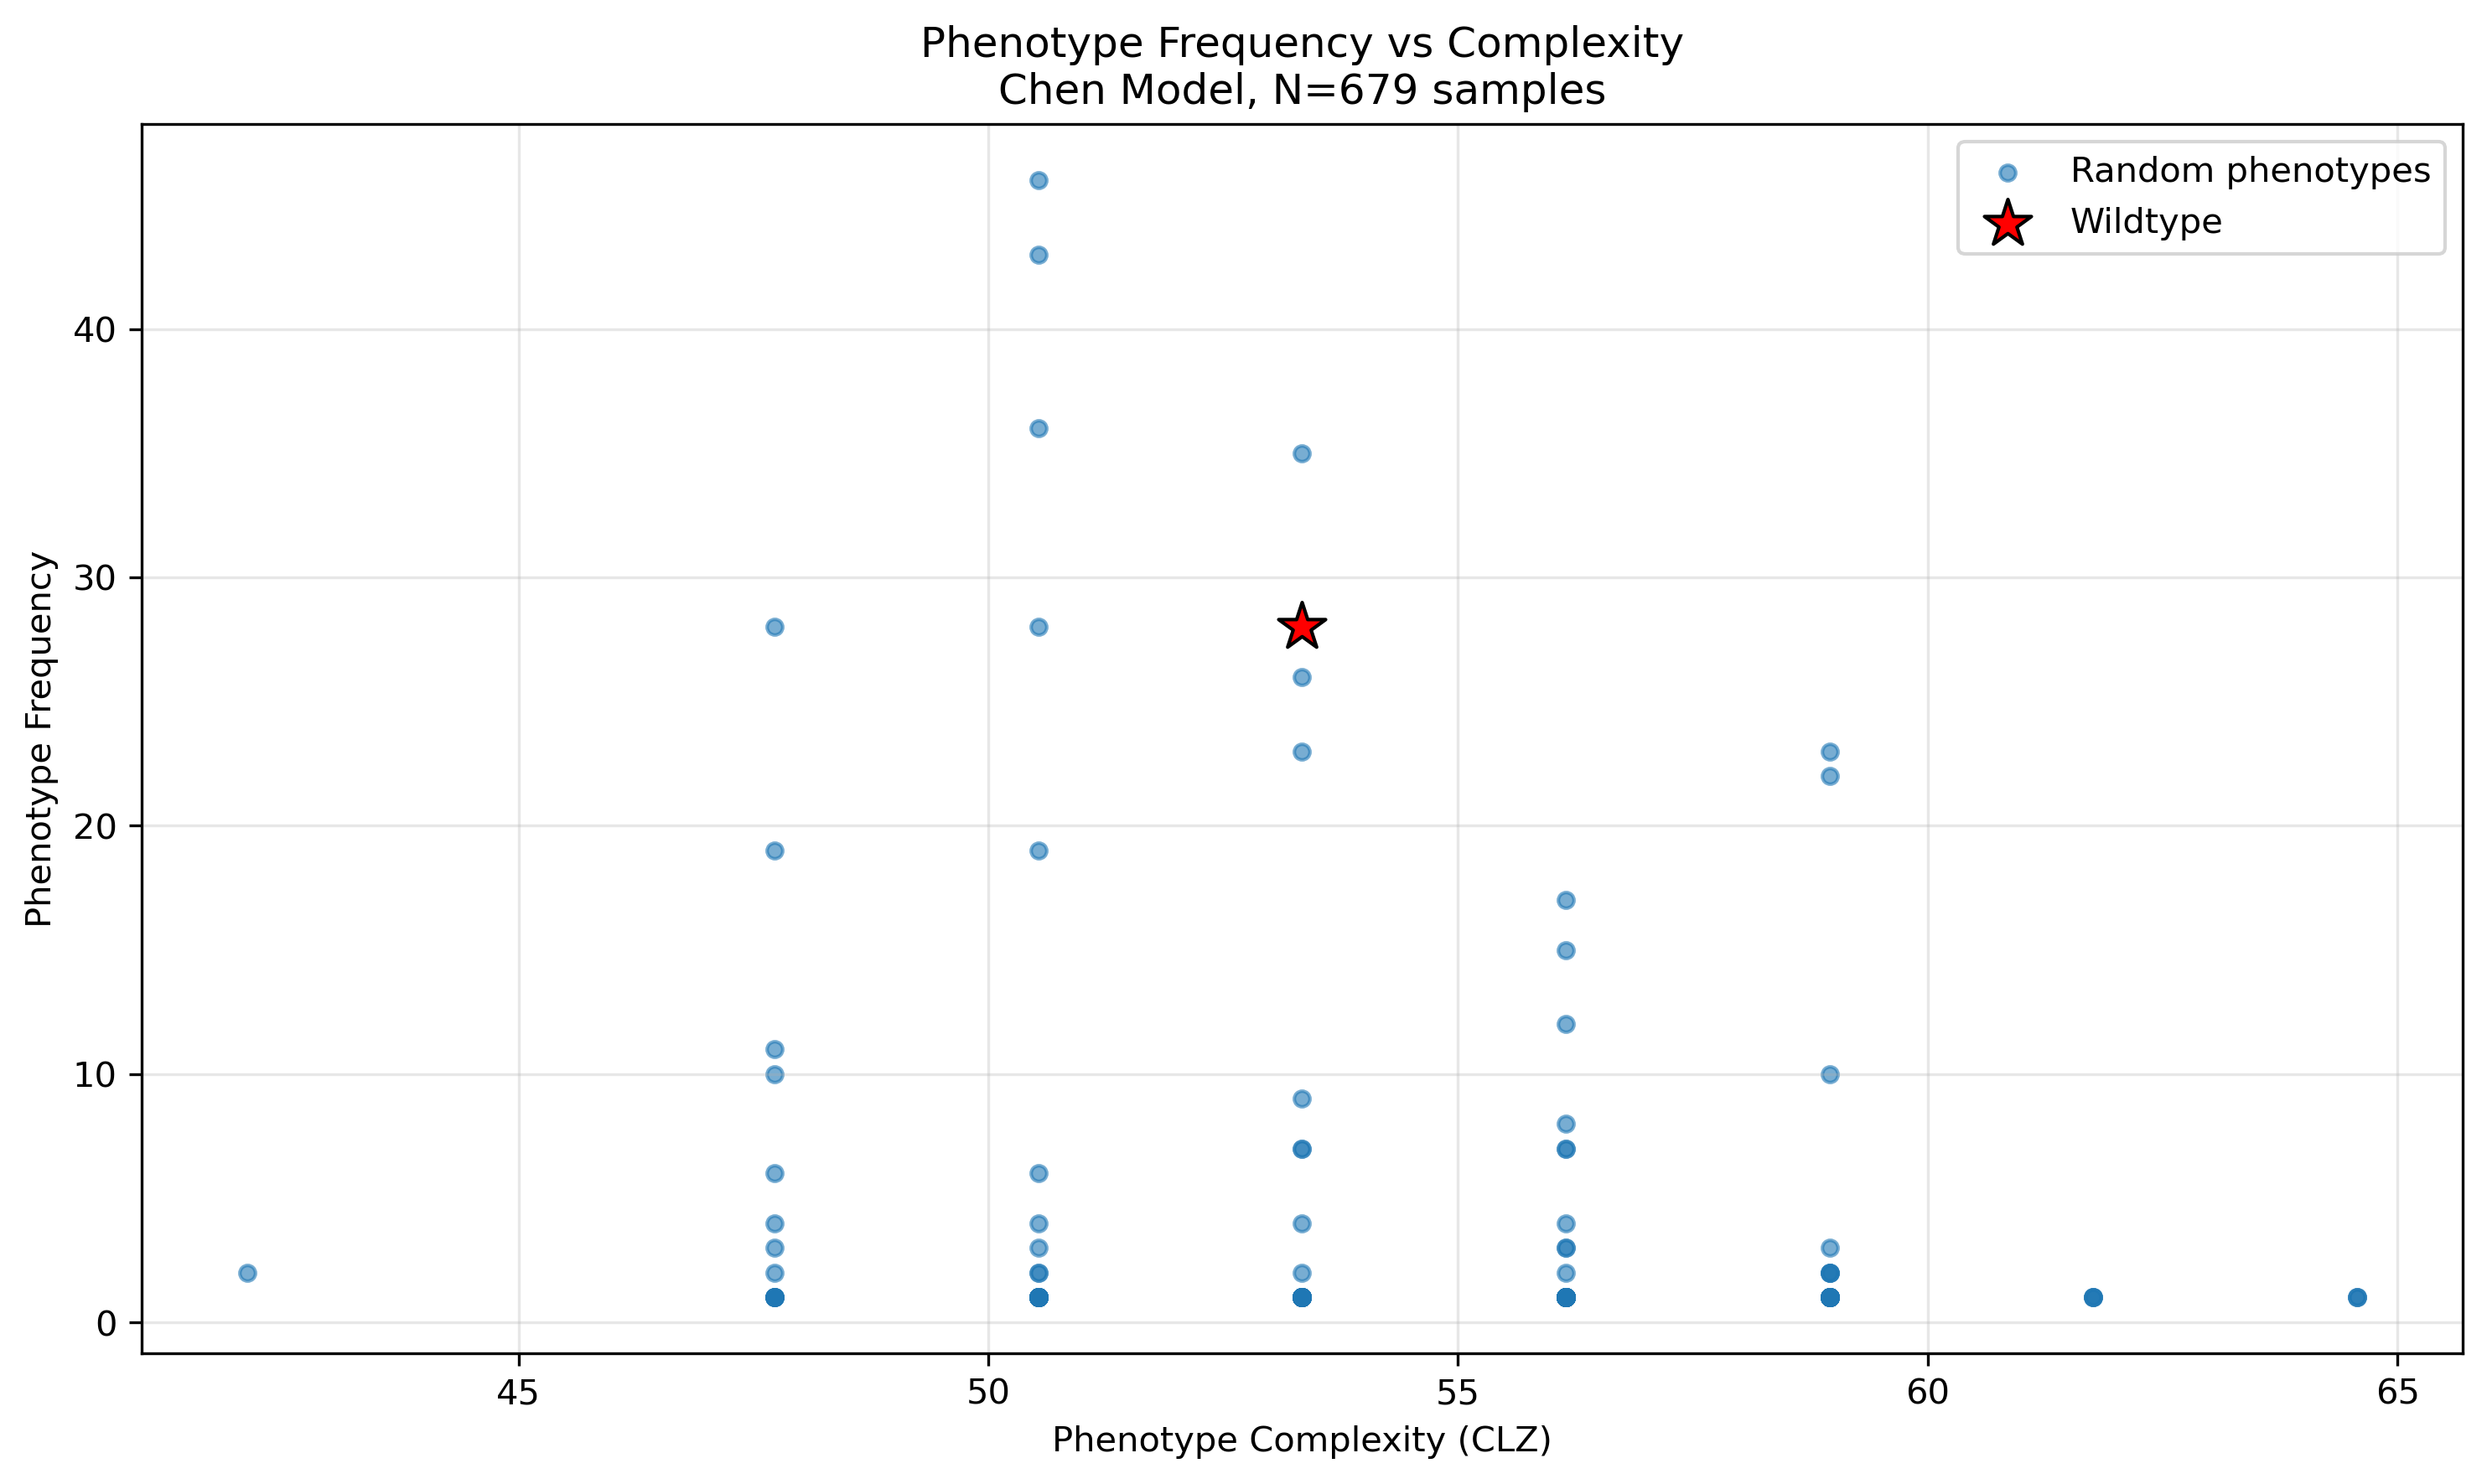 Phenotype Frequency vs Complexity
Chen Model, N=679 samples
Random phenotypes
Wildtype
Phenotype Frequency
40
30
20
10
0
45 50 55 60 65
Phenotype Complexity (CLZ)